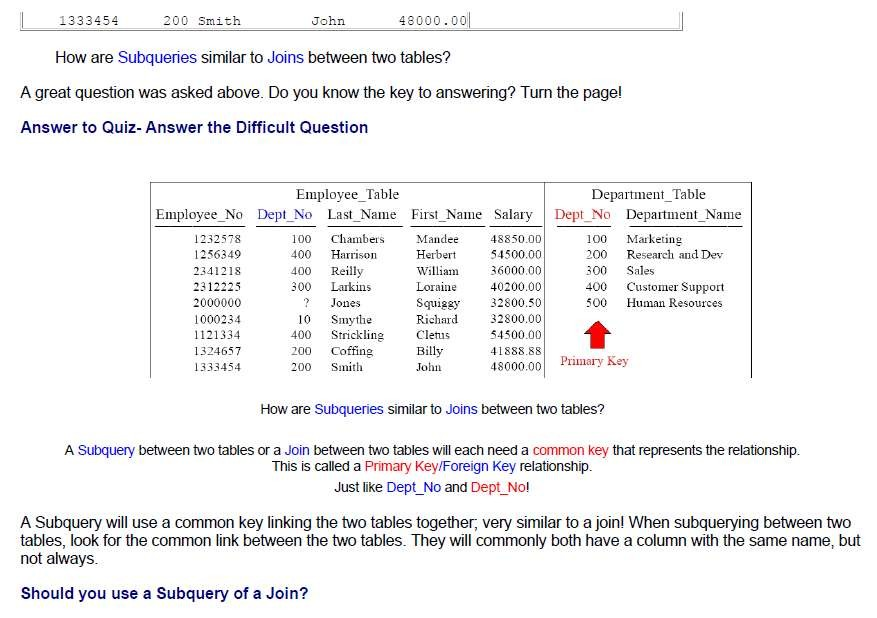 1333454 200 Smith John 48000.00
How are Subqueries similar to Joins between two tables?
A great question was asked above. Do you know the key to answering? Turn the page!
Answer to Quiz- Answer the Difficult Question
Employee_Table Department_Table
Employee_No Dept_No Last_Name First_Name Salary Dept_No Department_Name
1232578 100 Chambers Mandee 48850.00 100 Marketing
1256349 400 Harrison Herbert 54500.00 200 Research and Dev
2341218 400 Reilly William 36000.00 300 Sales
2312225 300 Larkins Loraine 40200.00 400 Customer Support
2000000 ? Jones Squiggy 32800.50 500 Human Resources
1000234 10 Smythe Richard 32800.00
1121334 400 Strickling Cletus 54500.00
1324657 200 Coffing Billy 41888.88
1333454 200 Smith John 48000.00
Primary Key
How are Subqueries similar to Joins between two tables?
A Subquery between two tables or a Join between two tables will each need a common key that represents the relationship.
This is called a Primary Key/Foreign Key relationship.
Just like Dept_No and Dept_No!
A Subquery will use a common key linking the two tables together; very similar to a join! When subquerying between two
tables, look for the common link between the two tables. They will commonly both have a column with the same name, but
not always.
Should you use a Subquery of a Join?